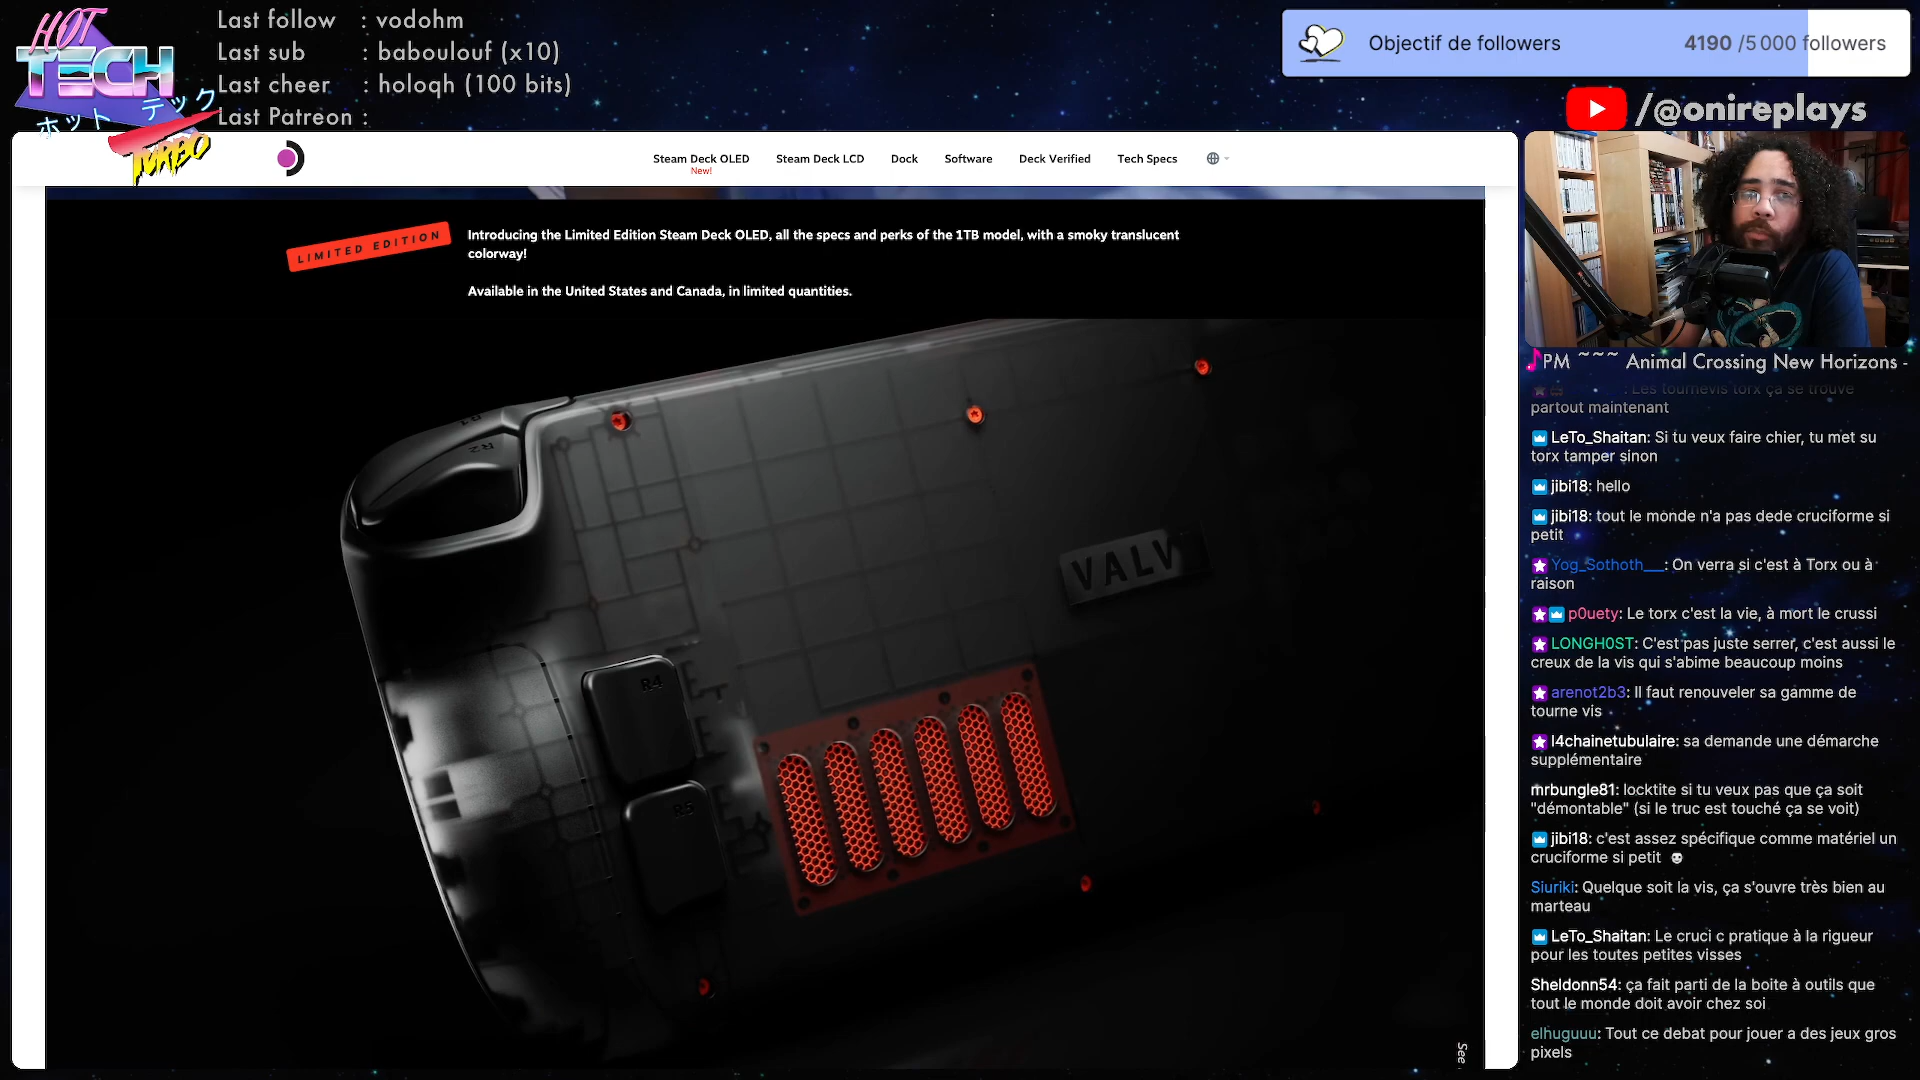 HOT
TECH
ホット テック
TURBO
Last follow : vodohm
Last sub : baboulouf (x10)
Last cheer : holoqh (100 bits)
Last Patreon :
Objectif de followers 4190 /5 000 followers
/@onireplays
Steam Deck OLED Steam Deck LCD Dock Software Deck Verified Tech Specs
New!
LIMITED EDITION
Introducing the Limited Edition Steam Deck OLED, all the specs and perks of the 1TB model, with a smoky translucent
colorway!
Available in the United States and Canada, in limited quantities.
R1
R2
VALV
R4
R5
See
PM ~~~ Animal Crossing New Horizons -
: Les tournevis torx ça se trouve
partout maintenant
LeTo_Shaitan: Si tu veux faire chier, tu met su
torx tamper sinon
jibi18: hello
jibi18: tout le monde n'a pas dede cruciforme si
petit
Yog_Sothoth___: On verra si c'est à Torx ou à
raison
p0uety: Le torx c'est la vie, à mort le crussi
LONGH0ST: C'est pas juste serrer, c'est aussi le
creux de la vis qui s'abime beaucoup moins
arenot2b3: Il faut renouveler sa gamme de
tourne vis
l4chainetubulaire: sa demande une démarche
supplémentaire
mrbungle81: locktite si tu veux pas que ça soit
"démontable" (si le truc est touché ça se voit)
jibi18: c'est assez spécifique comme matériel un
cruciforme si petit
Siuriki: Quelque soit la vis, ça s'ouvre très bien au
marteau
LeTo_Shaitan: Le cruci c pratique à la rigueur
pour les toutes petites visses
Sheldonn54: ça fait parti de la boite à outils que
tout le monde doit avoir chez soi
elhuguuu: Tout ce debat pour jouer a des jeux gros
pixels